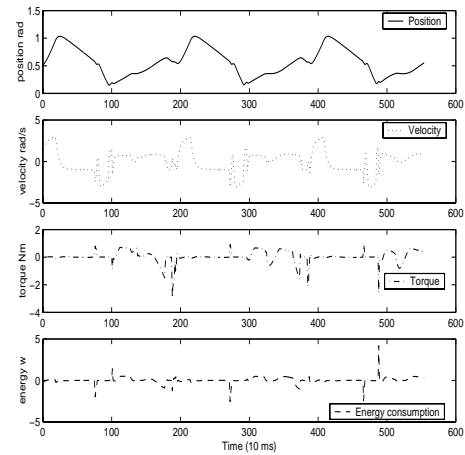 1.5
1
0.5
0
position rad
Position
0 100 200 300 400 500 600
5
0
-5
velocity rad/s
Velocity
0 100 200 300 400 500 600
2
0
-2
-4
torque Nm
Torque
0 100 200 300 400 500 600
5
0
-5
energy w
Energy consumption
0 100 200 300 400 500 600
Time (10 ms)